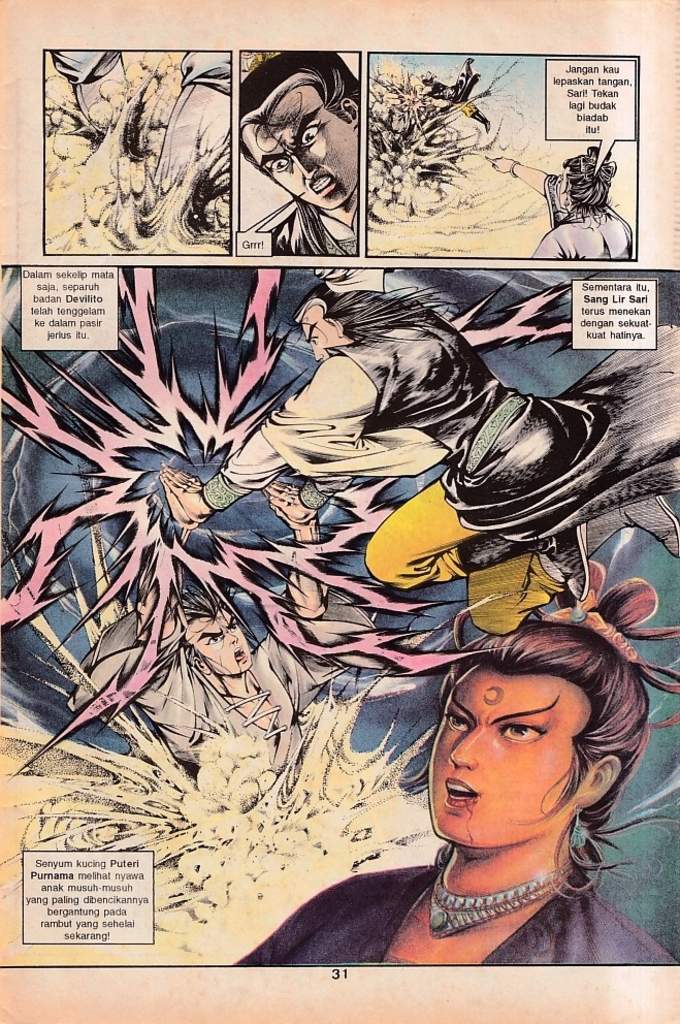 Jangan kau
lepaskan tangan,
Sari! Tekan
lagi budak
biadab
itu!
Grrr!
Dalam sekelip mata
saja, separuh
badan Devilito
telah tenggelam
ke dalam pasir
jerlus itu.
Sementara itu,
Sang Lir Sari
terus menekan
dengan sekuat-
kuat hatinya.
Senyum kucing Puteri
Purnama melihat nyawa
anak musuh-musuh
yang paling dibencikannya
bergantung pada
rambut yang sehelai
sekarang!
31